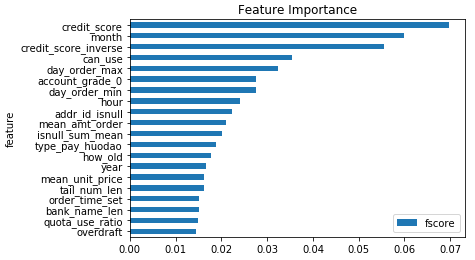 Feature Importance
credit_score
month
credit_score_inverse
can_use
day_order_max
account_grade_0
day_order_min
hour
addr_id_isnull
mean_amt_order
isnull_sum_mean
type_pay_huodao
how_old
year
mean_unit_price
tail_num_len
order_time_set
bank_name_len
quota_use_ratio
overdraft
feature
fscore
0.00 0.01 0.02 0.03 0.04 0.05 0.06 0.07